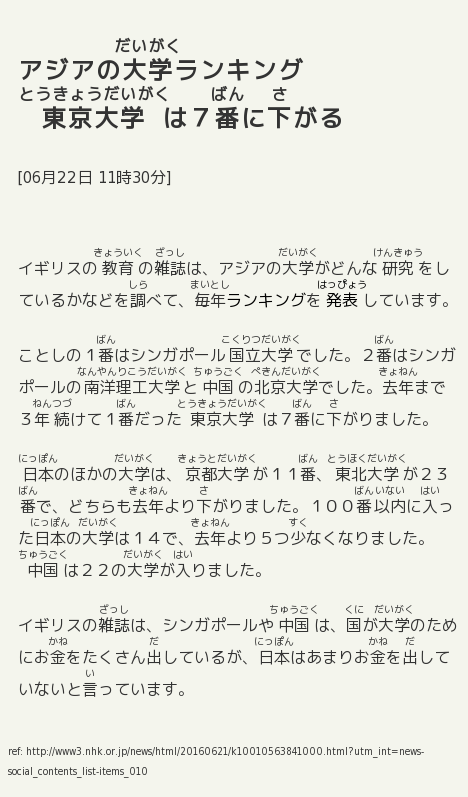 だいがく
アジアの大学ランキング
とうきょうだいがく ばん さ
東京大学 は７番に下がる
[06月22日 11時30分]
きょういく ざっし だいがく けんきゅう
イギリスの 教育 の雑誌は、アジアの大学がどんな 研究 をし
しら まいとし はっぴょう
ているかなどを調べて、毎年ランキングを 発表 しています。
ばん こくりつだいがく ばん
ことしの１番はシンガポール 国立大学 でした。２番はシンガ
なんやんりこうだいがく ちゅうごく ぺきんだいがく きょねん
ポールの 南洋理工大学 と 中国 の北京大学でした。去年まで
ねんつづ ばん とうきょうだいがく ばん さ
３年 続けて１番だった 東京大学 は７番に下がりました。
にっぽん だいがく きょうとだいがく ばん とうほくだいがく
日本のほかの大学は、京都大学 が１１番、東北大学 が２３
ばん きょねん さ ばんいない はい
番で、どちらも去年より下がりました。１００番以内に入っ
にっぽん だいがく きょねん すく
た日本の大学は１４で、去年より５つ少なくなりました。
ちゅうごく だいがく はい
中国 は２２の大学が入りました。
ざっし ちゅうごく くに だいがく
イギリスの雑誌は、シンガポールや 中国 は、国が大学のため
かね だ にっぽん かね だ
にお金をたくさん出しているが、日本はあまりお金を出して
い
いないと言っています。
ref: http://www3.nhk.or.jp/news/html/20160621/k10010563841000.html?utm_int=news-
social_contents_list-items_010